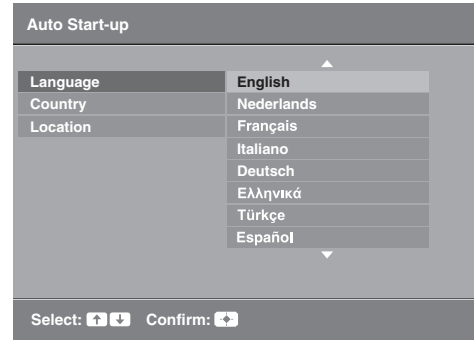 Auto Start-up
Language
Country
Location
English
Nederlands
Français
Italiano
Deutsch
Ελληνικά
Türkçe
Español
Select: Confirm: